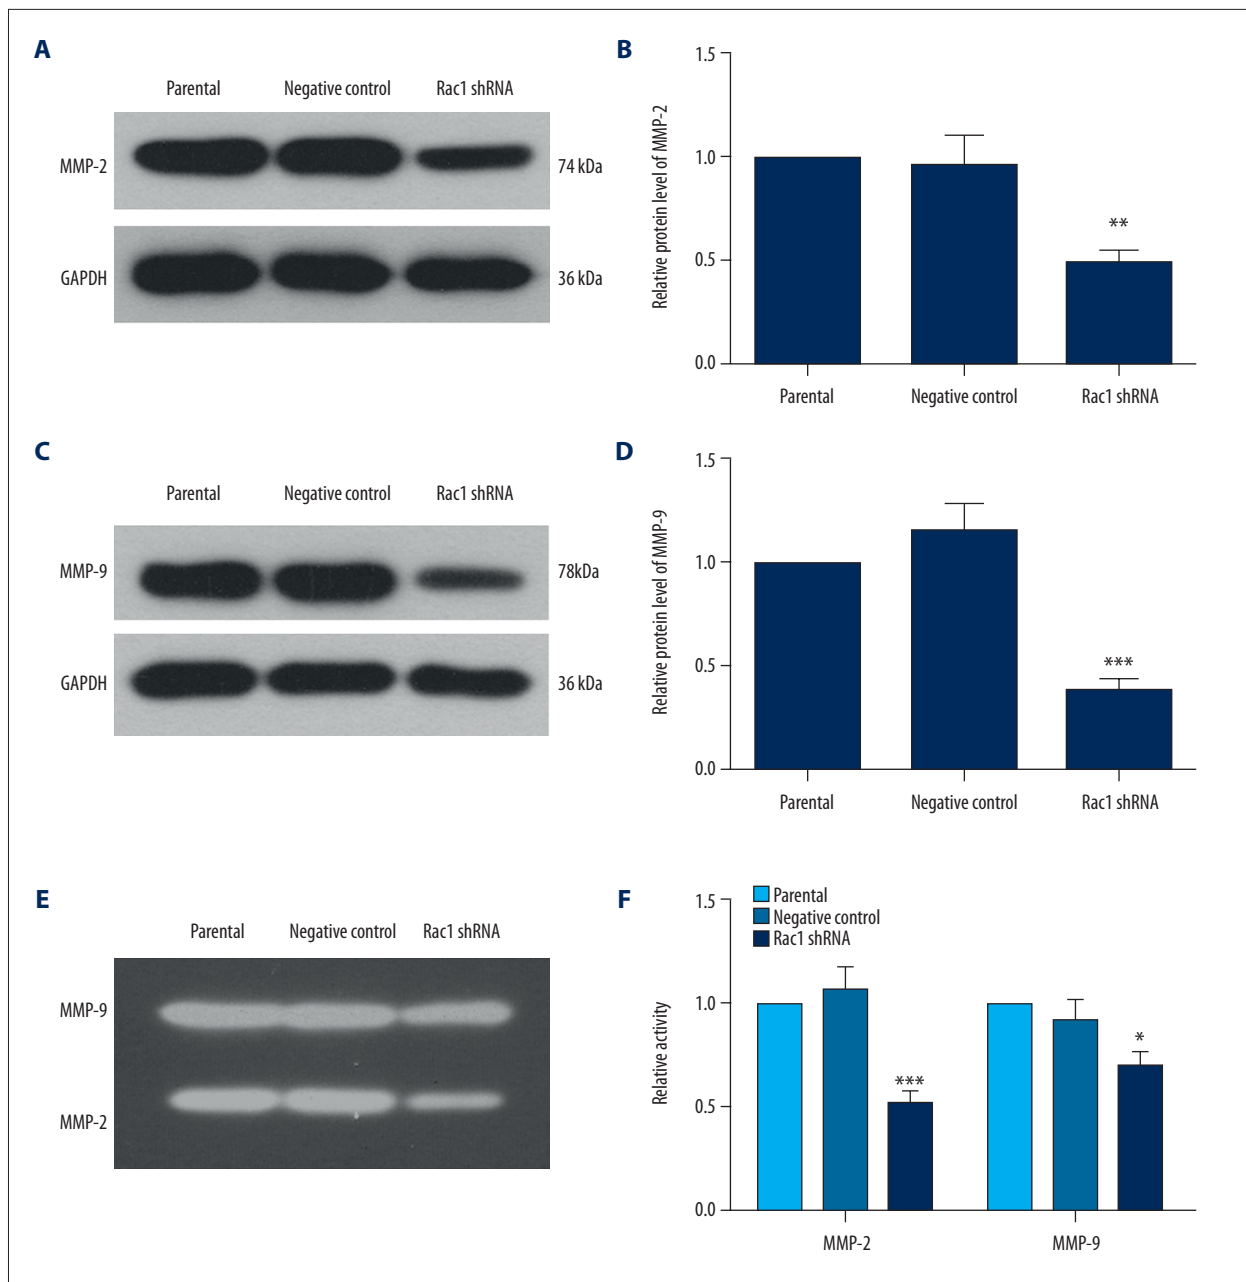 A
Parental Negative control Rac1 shRNA
MMP-2 74 kDa
GAPDH 36 kDa
B
Relative protein level of MMP-2
1.5
1.0
0.5
0.0
**
Parental Negative control Rac1 shRNA
C
Parental Negative control Rac1 shRNA
MMP-9 78kDa
GAPDH 36 kDa
D
Relative protein level of MMP-9
1.5
1.0
0.5
0.0
***
Parental Negative control Rac1 shRNA
E
Parental Negative control Rac1 shRNA
MMP-9
MMP-2
F
Parental
Negative control
Rac1 shRNA
Relative activity
1.5
1.0
0.5
0.0
***
*
MMP-2 MMP-9